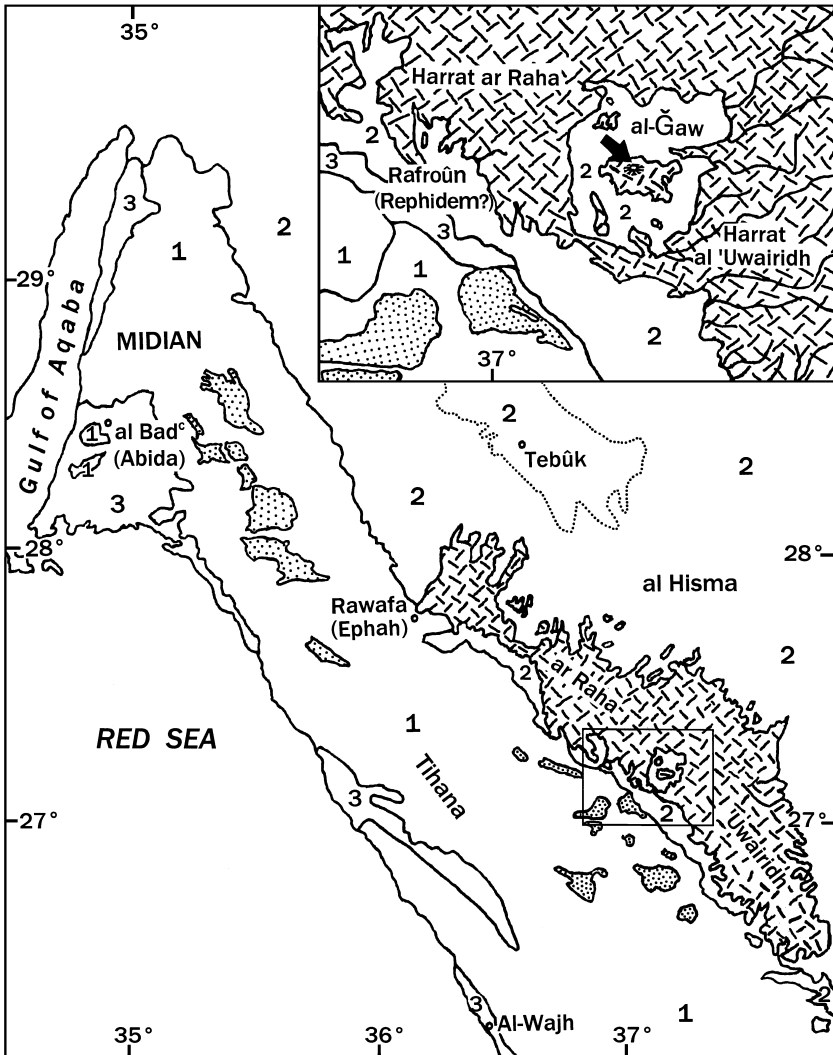 35°
Harrat ar Raha
al-Ğaw
2
3
Rafroûn
(Rephidem?)
2
2
3
Harrat
al 'Uwairidh
1
1
2
37°
3
1
2
29°
MIDIAN
Gulf of Aqaba
1
al Badᶜ
(Abida)
1
3
2
Tebûk
2
2
28°
28°
al Hisma
Rawafa
(Ephah)
2
2
ar Raha
RED SEA
1
Tihana
3
2
27°
27°
Uwairidh
3
Al-Wajh
1
2
35°
36°
37°